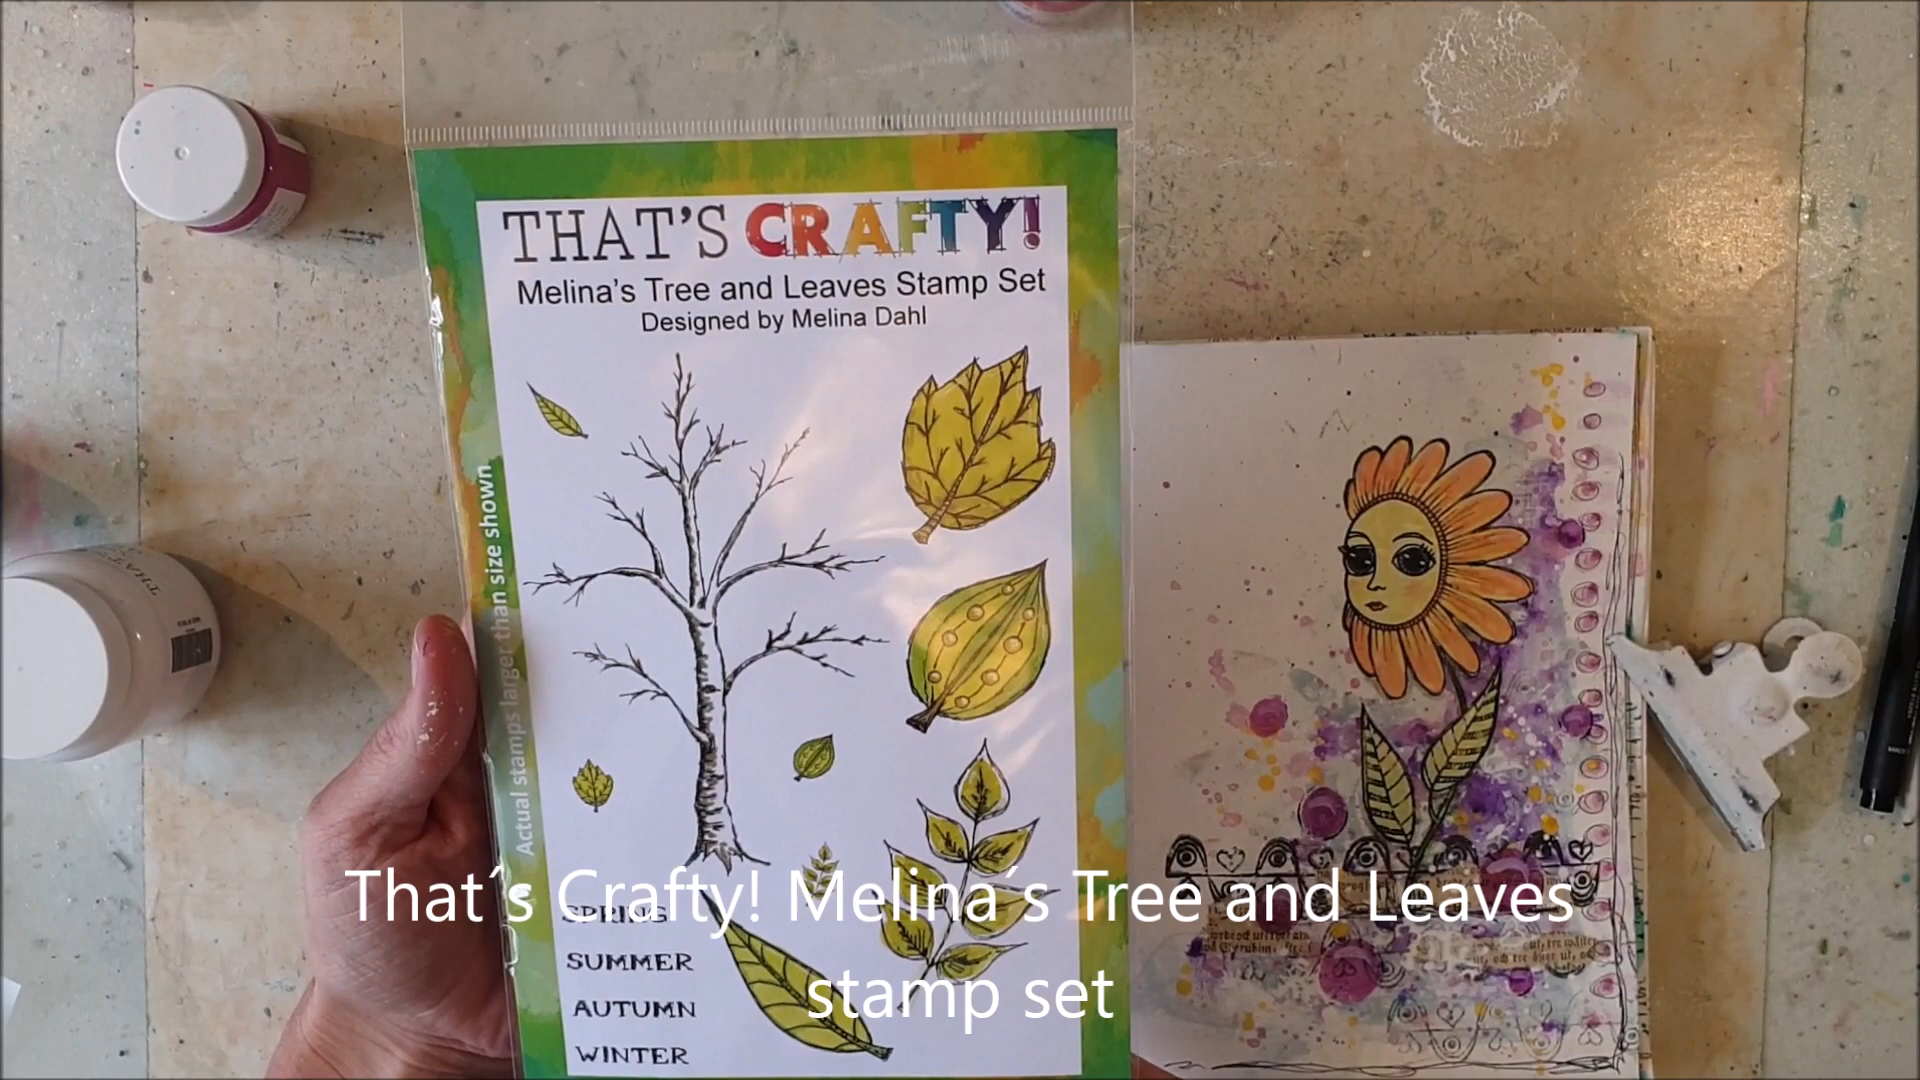 THAT'S CRAFTY!
Melina's Tree and Leaves Stamp Set
Designed by Melina Dahl
Actual stamps larger than size shown
SPRING
SUMMER
AUTUMN
WINTER
That´s Crafty! Melina´s Tree and Leaves
stamp set